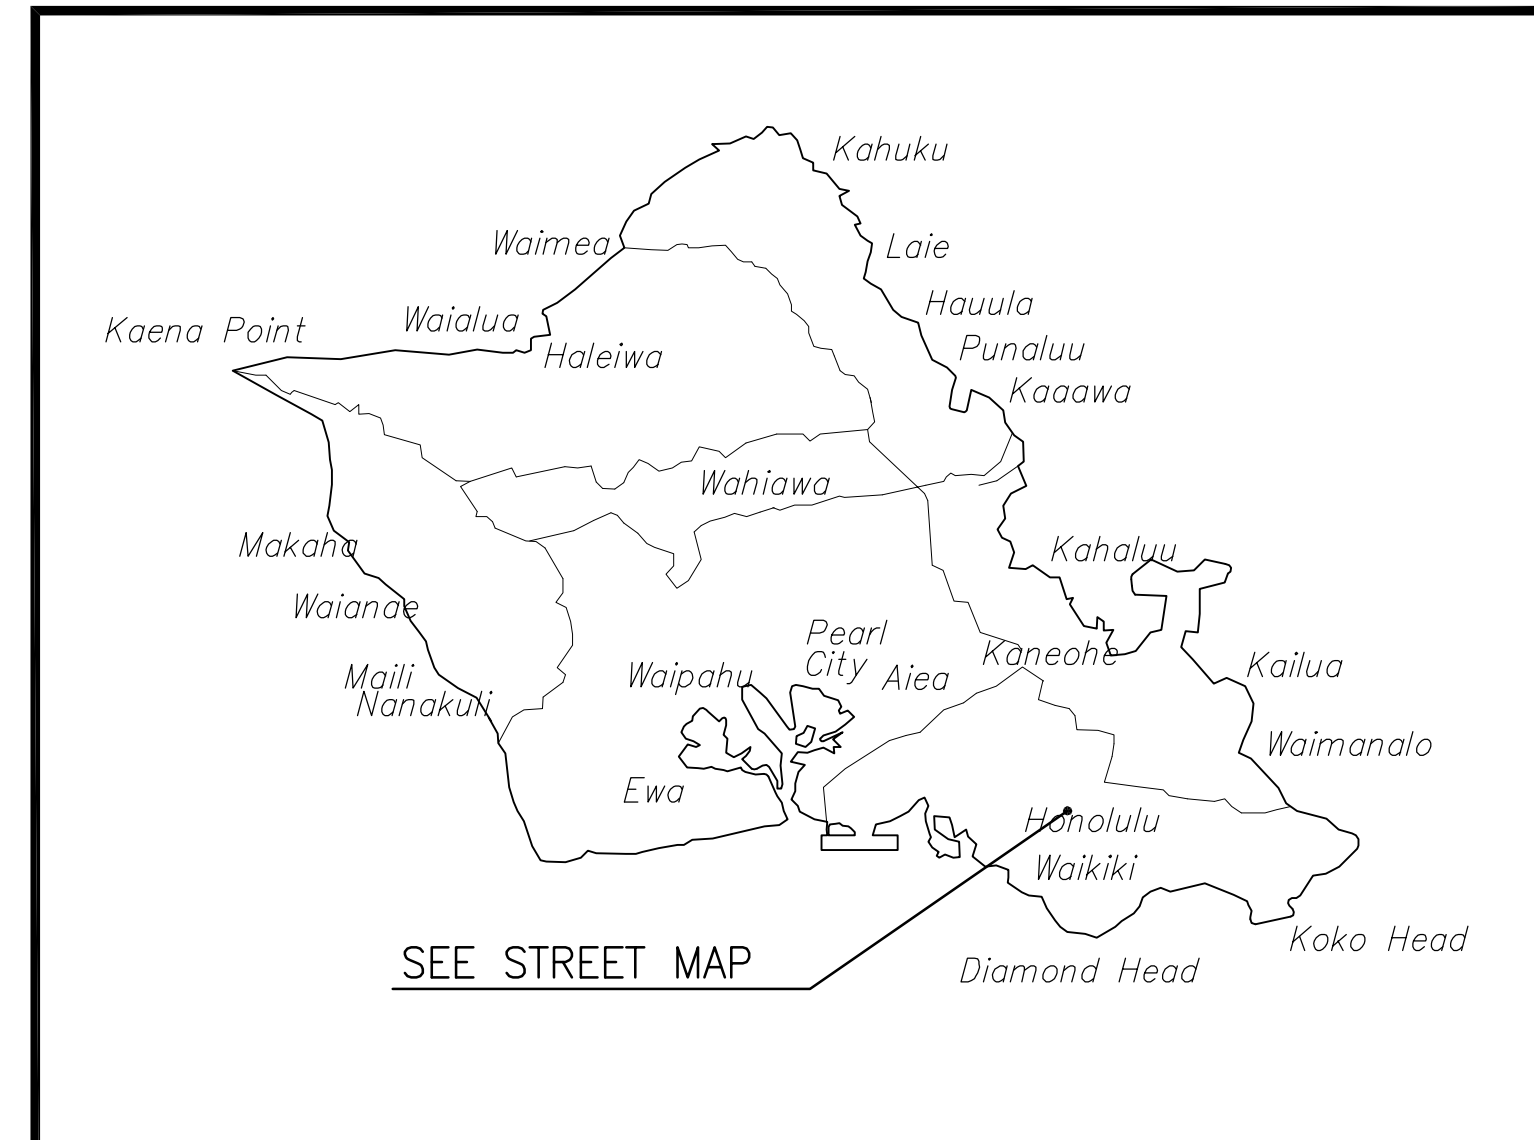 Kahuku
Waimea
Laie
Hauula
Waialua
Kaena Point
Punaluu
Haleiwa
Kaaawa
Wahiawa
Makaha
Kahaluu
Waianae
Pearl
City
Kaneohe
Kailua
Maili
Waipahu
Aiea
Nanakuli
Waimanalo
Ewa
Honolulu
Waikiki
Koko Head
SEE STREET MAP
Diamond Head